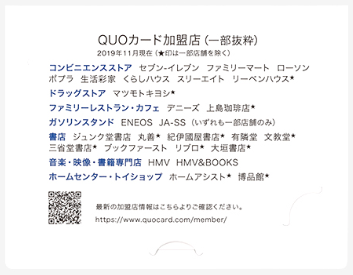 QUOカード加盟店（一部抜粋）
2019年11月現在（★印は一部店舗を除く）
コンビニエンスストア セブン-イレブン ファミリーマート ローソン
ポプラ 生活彩家 くらしハウス スリーエイト リーベンハウス★
ドラッグストア マツモトキヨシ★
ファミリーレストラン・カフェ デニーズ 上島珈琲店★
ガソリンスタンド ENEOS JA-SS（いずれも一部店舗のみ）
書店 ジュンク堂書店 丸善★ 紀伊國屋書店★ 有隣堂 文教堂★
三省堂書店★ ブックファースト リブロ★ 大垣書店★
音楽・映像・書籍専門店 HMV HMV&BOOKS
ホームセンター・トイショップ ホームアシスト★ 博品館★
最新の加盟店情報はこちらよりご確認ください。
https://www.quocard.com/member/